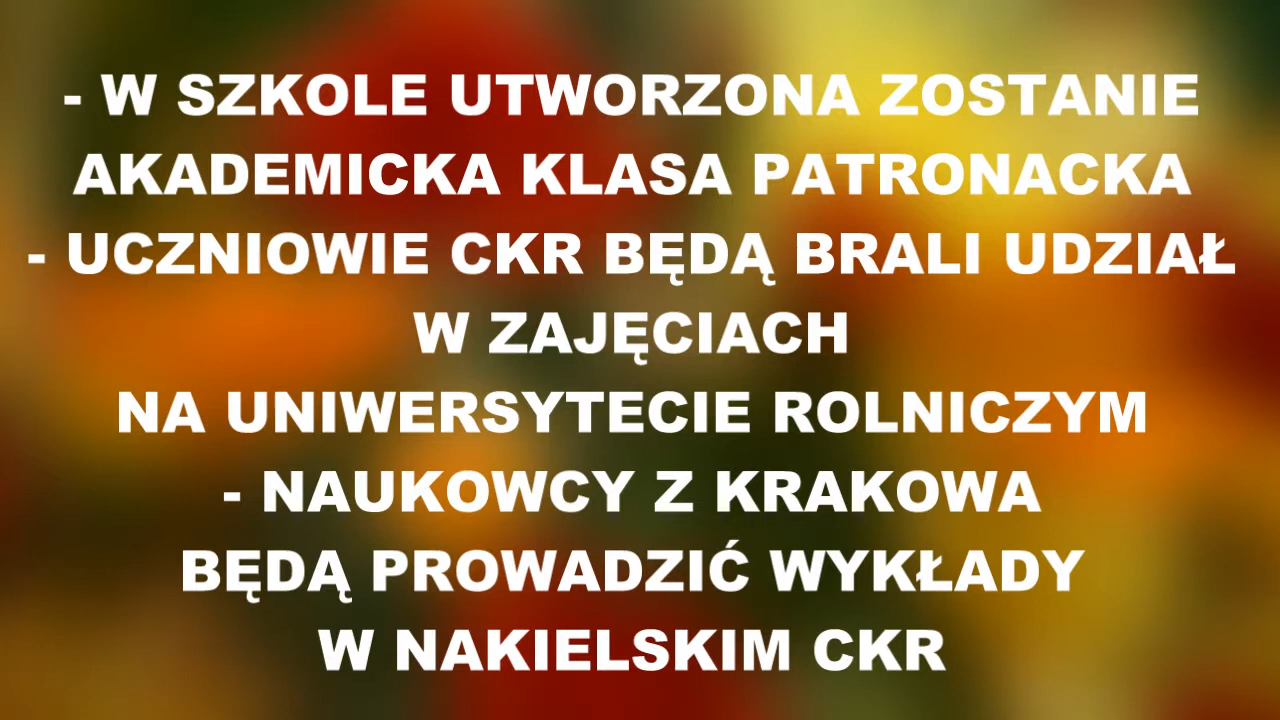 - W SZKOLE UTWORZONA ZOSTANIE
AKADEMICKA KLASA PATRONACKA
- UCZNIOWIE CKR BĘDĄ BRALI UDZIAŁ
W ZAJĘCIACH
NA UNIWERSYTECIE ROLNICZYM
- NAUKOWCY Z KRAKOWA
BĘDĄ PROWADZIĆ WYKŁADY
W NAKIELSKIM CKR